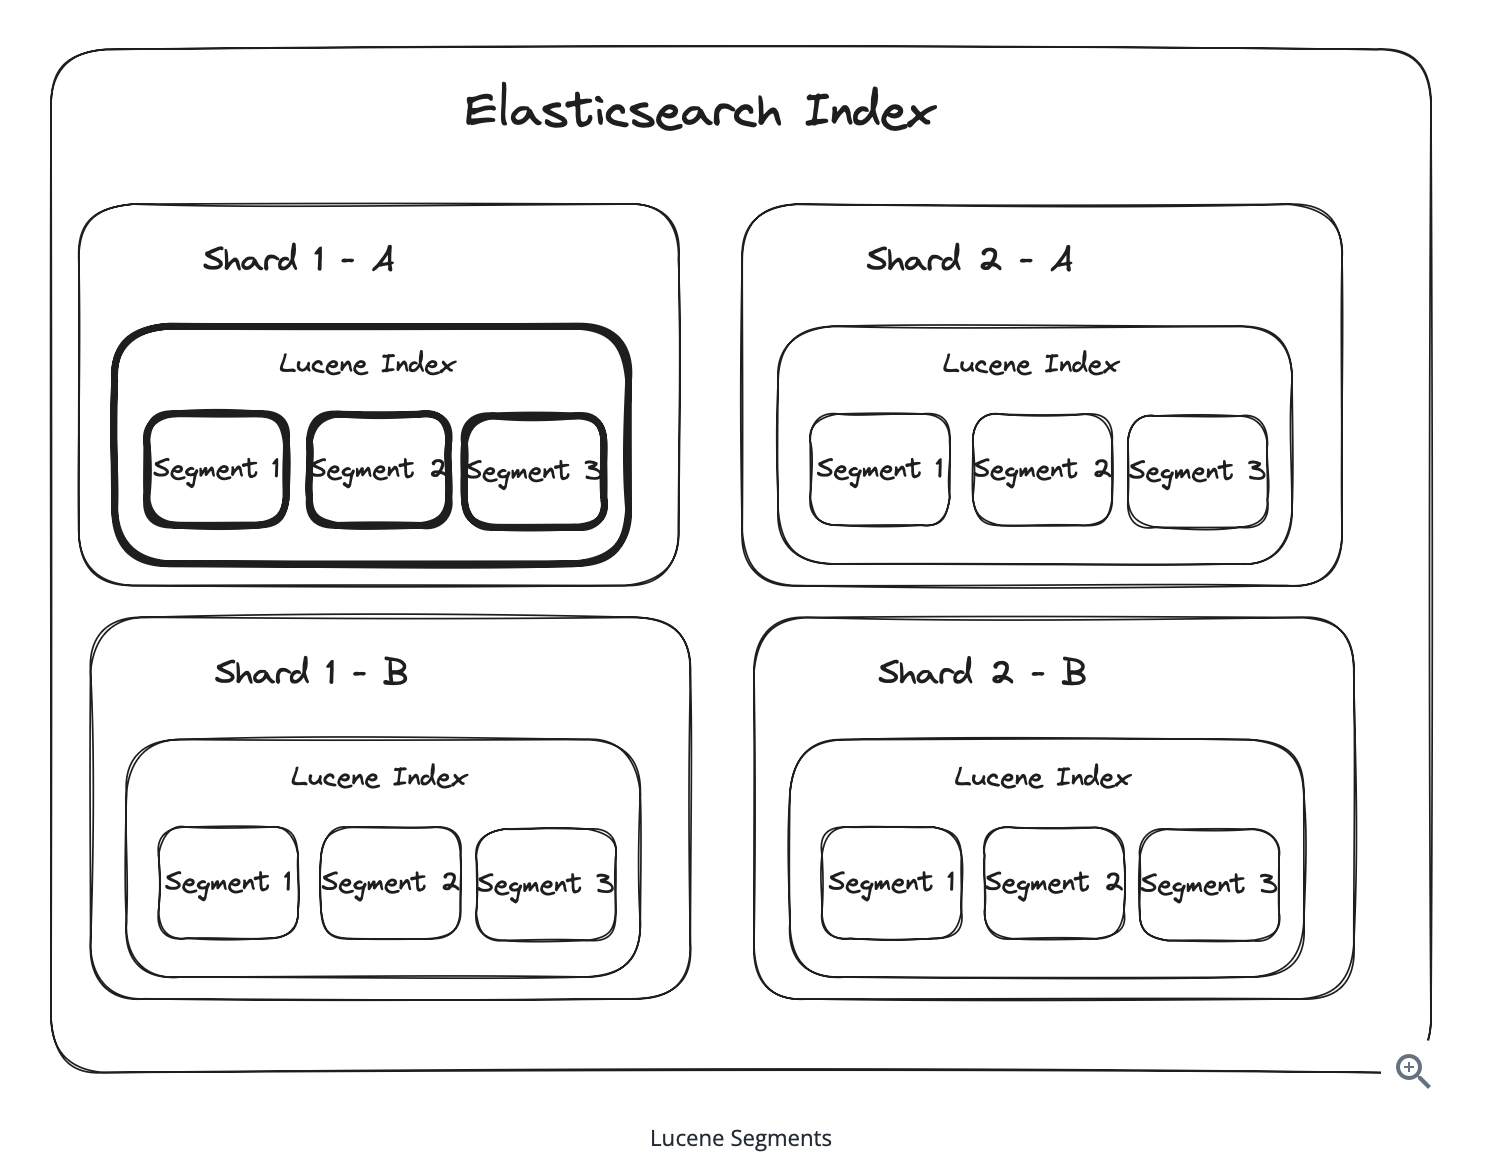 Elasticsearch Index
Shard 1 - A
Lucene Index
Segment 1
Segment 2
Segment 3
Shard 2 - A
Lucene Index
Segment 1
Segment 2
Segment 3
Shard 1 - B
Lucene Index
Segment 1
Segment 2
Segment 3
Shard 2 - B
Lucene Index
Segment 1
Segment 2
Segment 3
Lucene Segments